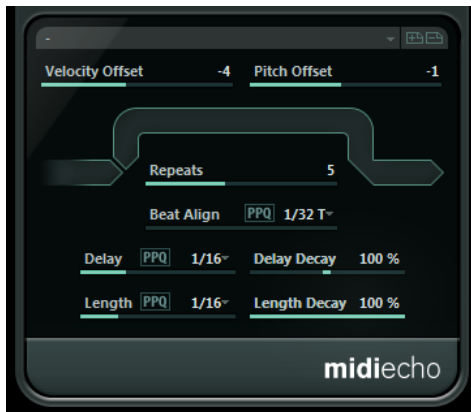 -
Velocity Offset -4 Pitch Offset -1
Repeats 5
Beat Align PPQ 1/32 T
Delay PPQ 1/16 Delay Decay 100 %
Length PPQ 1/16 Length Decay 100 %
midiecho